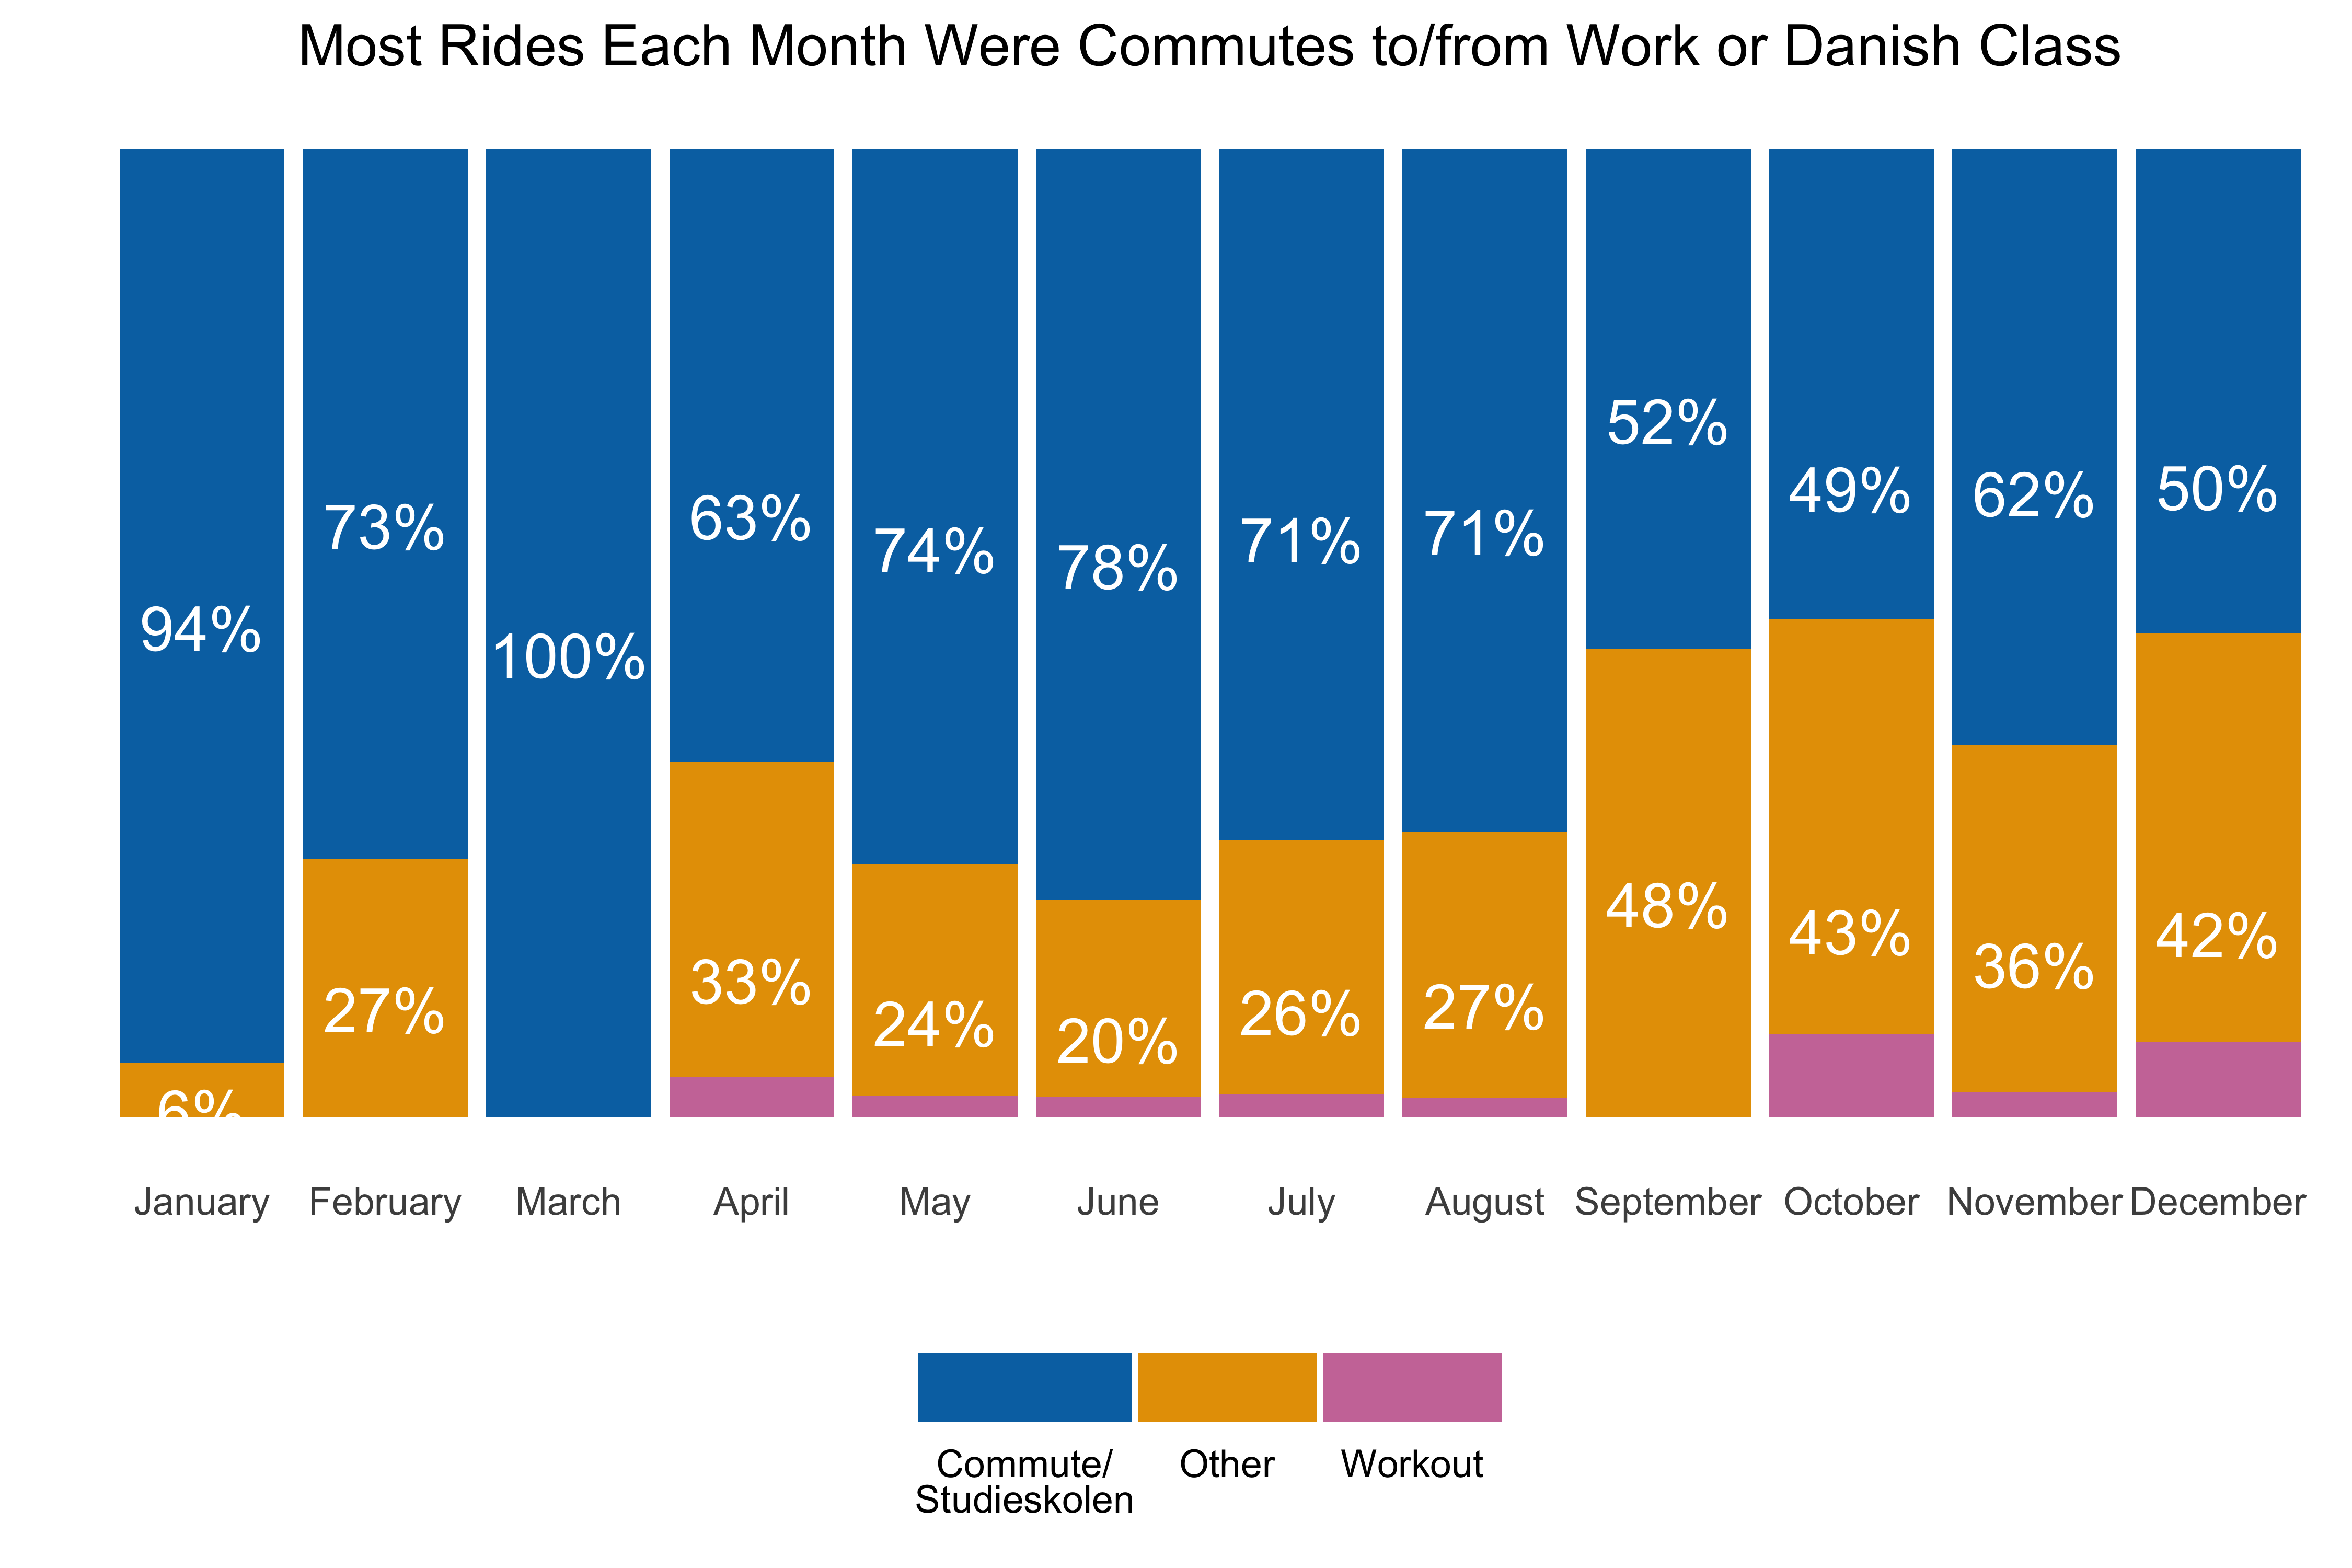 Most Rides Each Month Were Commutes to/from Work or Danish Class
94%
73%
100%
63%
74%
78%
71%
71%
52%
49%
62%
50%
6%
27%
33%
24%
20%
26%
27%
48%
43%
36%
42%
January
February
March
April
May
June
July
August
September
October
November
December
Commute/
Studieskolen
Other
Workout